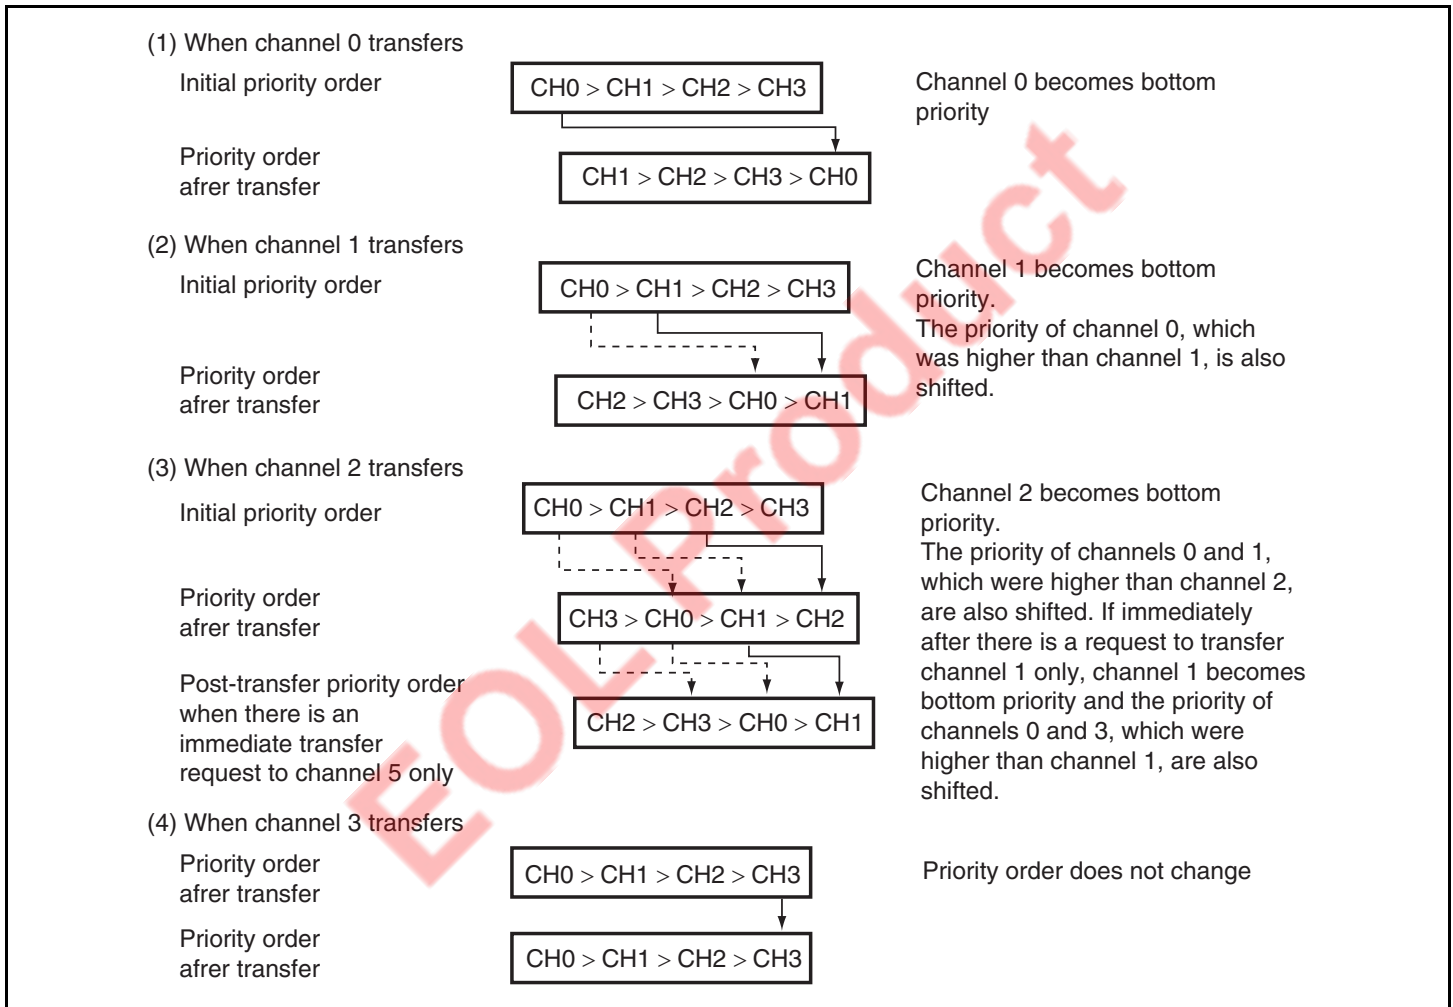 (1) When channel 0 transfers
Initial priority order
CH0 > CH1 > CH2 > CH3
Channel 0 becomes bottom
priority
Priority order
afrer transfer
CH1 > CH2 > CH3 > CH0
(2) When channel 1 transfers
Initial priority order
CH0 > CH1 > CH2 > CH3
Channel 1 becomes bottom
priority.
The priority of channel 0, which
was higher than channel 1, is also
shifted.
Priority order
afrer transfer
CH2 > CH3 > CH0 > CH1
(3) When channel 2 transfers
Initial priority order
CH0 > CH1 > CH2 > CH3
Channel 2 becomes bottom
priority.
The priority of channels 0 and 1,
which were higher than channel 2,
are also shifted. If immediately
after there is a request to transfer
channel 1 only, channel 1 becomes
bottom priority and the priority of
channels 0 and 3, which were
higher than channel 1, are also
shifted.
Priority order
afrer transfer
CH3 > CH0 > CH1 > CH2
Post-transfer priority order
when there is an
immediate transfer
request to channel 5 only
CH2 > CH3 > CH0 > CH1
(4) When channel 3 transfers
Priority order
afrer transfer
CH0 > CH1 > CH2 > CH3
Priority order does not change
Priority order
afrer transfer
CH0 > CH1 > CH2 > CH3
EOL Product